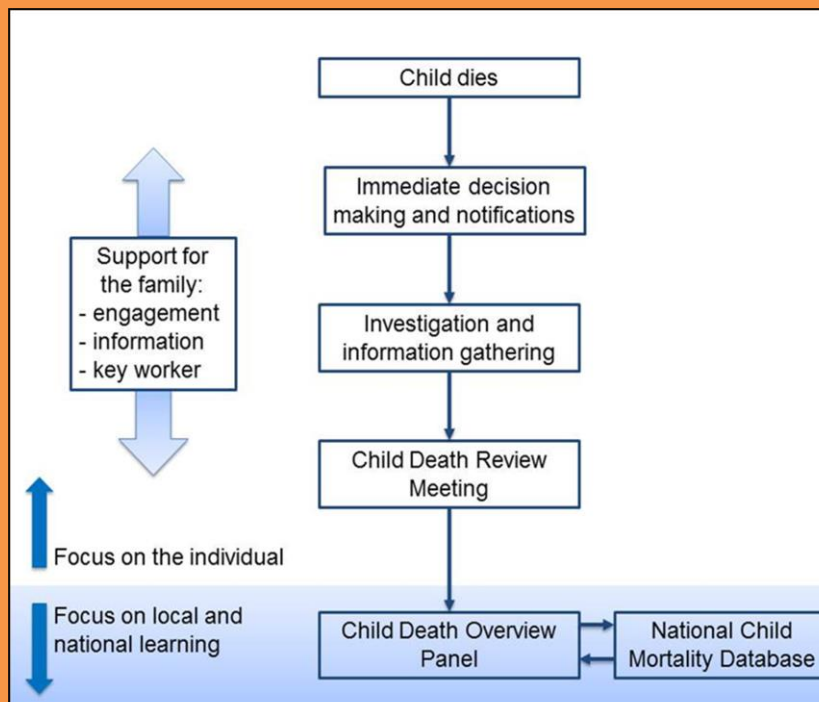 Child dies
Immediate decision
making and notifications
Support for
the family:
- engagement
- information
- key worker
Investigation and
information gathering
Child Death Review
Meeting
Focus on the individual
Focus on local and
national learning
Child Death Overview
Panel
National Child
Mortality Database